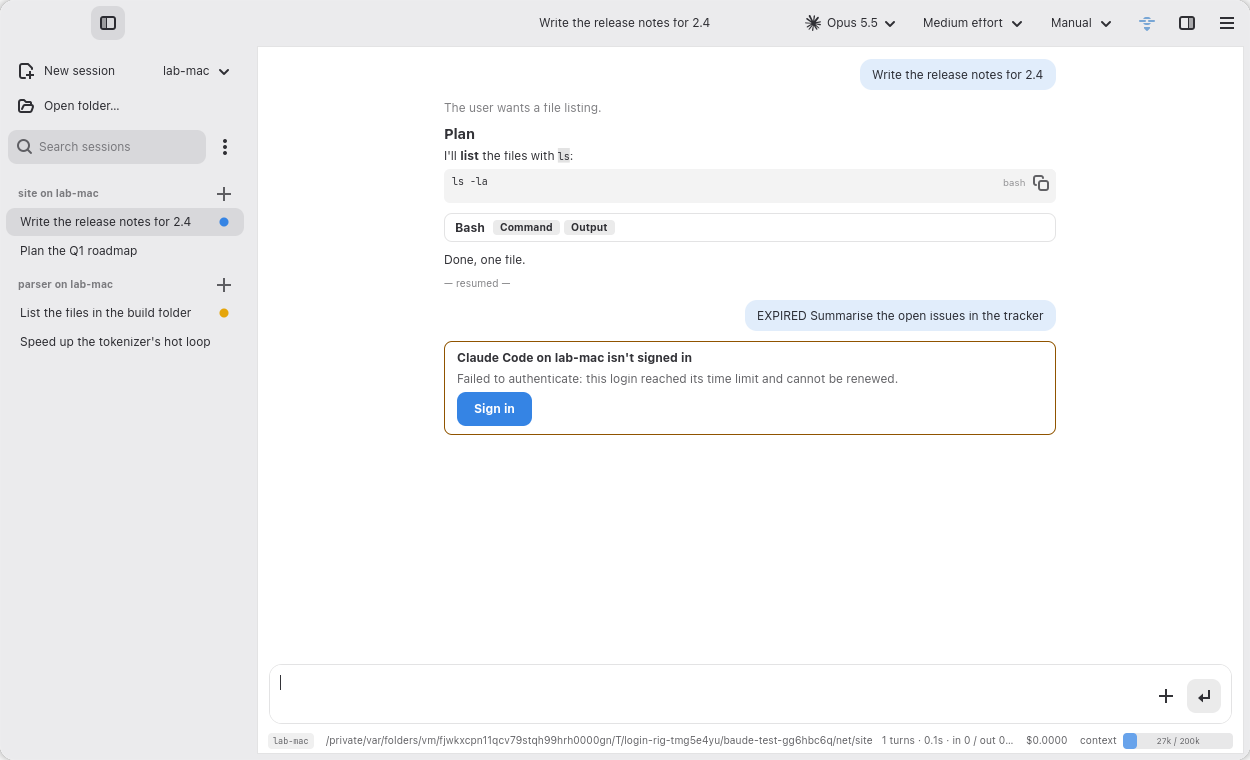 Write the release notes for 2.4
Opus 5.5
Medium effort
Manual
New session
lab-mac
Open folder...
Search sessions
site on lab-mac
Write the release notes for 2.4
Plan the Q1 roadmap
parser on lab-mac
List the files in the build folder
Speed up the tokenizer's hot loop
Write the release notes for 2.4
The user wants a file listing.
Plan
I'll list the files with ls:
ls -la
bash
Bash Command Output
Done, one file.
— resumed —
EXPIRED Summarise the open issues in the tracker
Claude Code on lab-mac isn't signed in
Failed to authenticate: this login reached its time limit and cannot be renewed.
Sign in
lab-mac /private/var/folders/vm/fjwkxcpn11qcv79stqh99hrh0000gn/T/login-rig-tmg5e4yu/baude-test-gg6hbc6q/net/site 1 turns · 0.1s · in 0 / out 0... $0.0000 context 27k / 200k